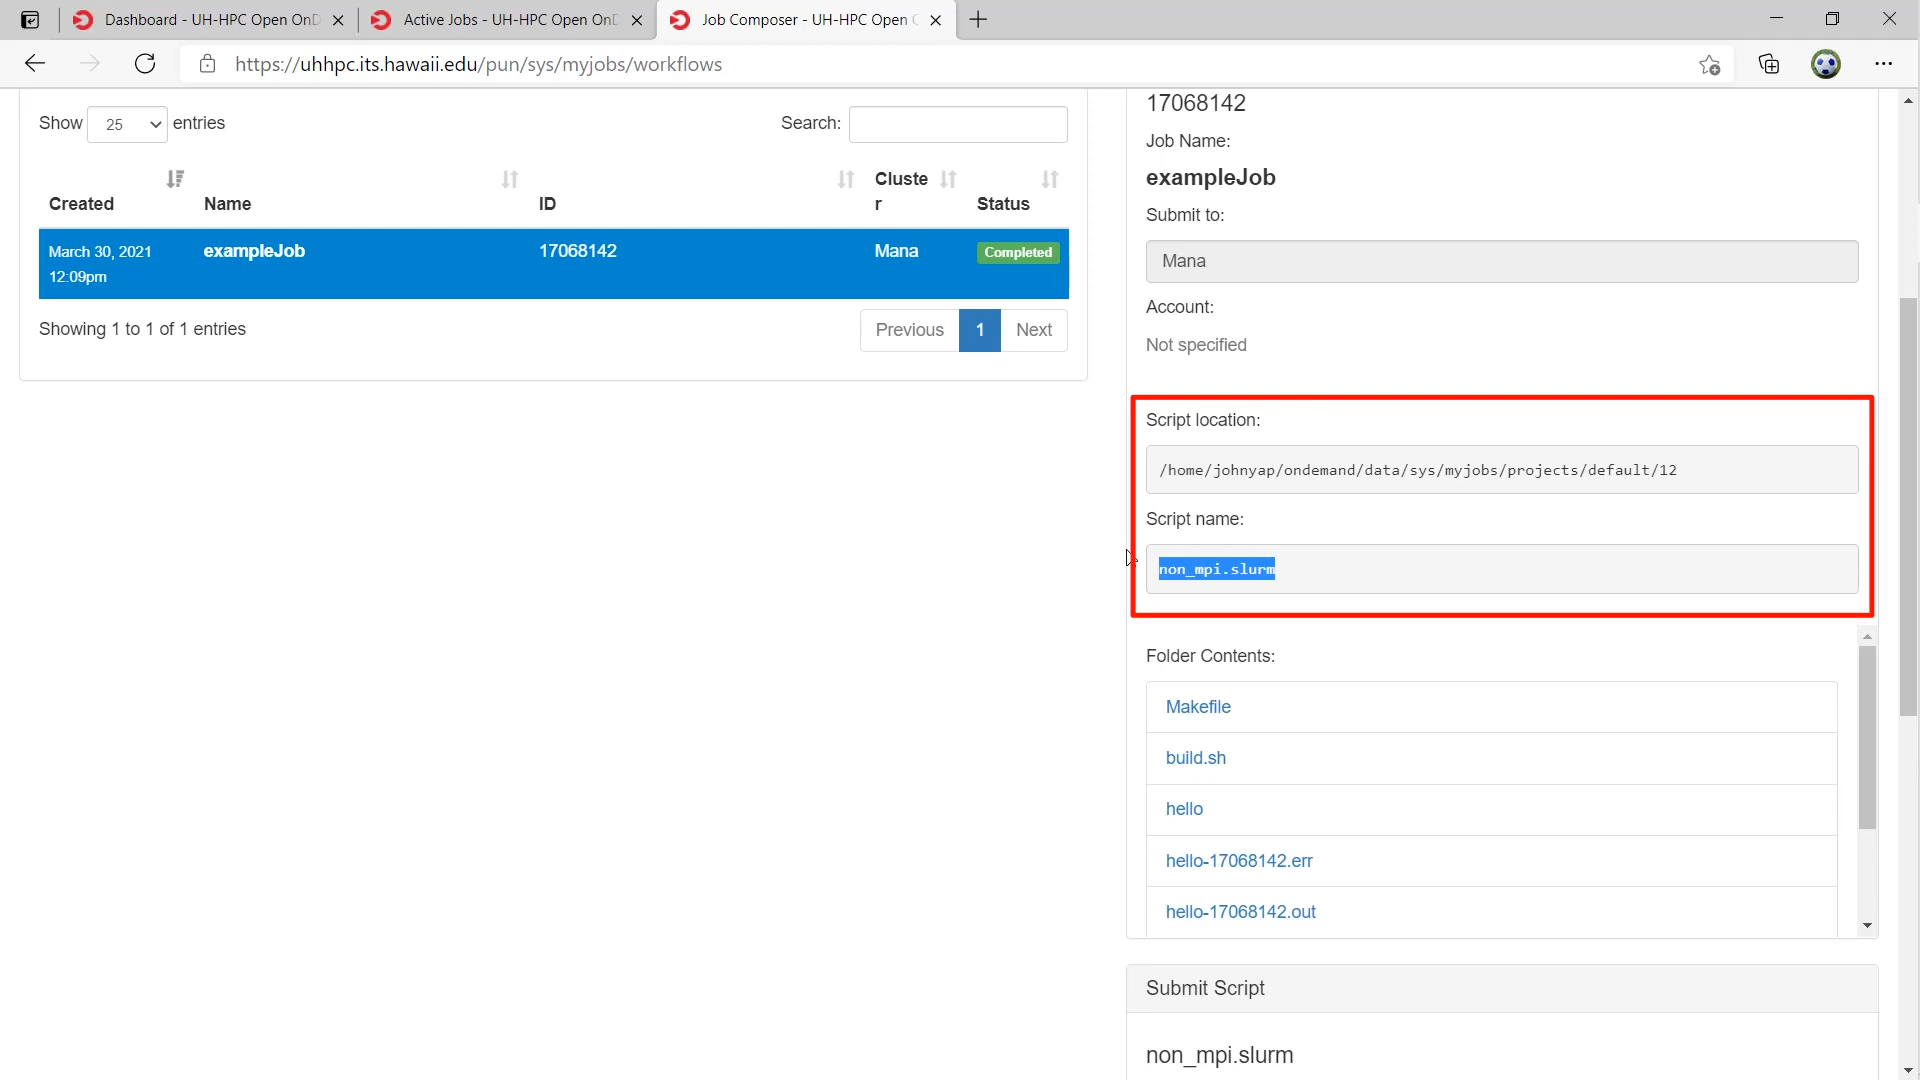 Dashboard - UH-HPC Open OnD
Active Jobs - UH-HPC Open OnD
Job Composer - UH-HPC Open O
https://uhhpc.its.hawaii.edu/pun/sys/myjobs/workflows
Show 25 entries
Search:
Created Name ID Cluste
r Status
March 30, 2021
12:09pm
exampleJob 17068142 Mana Completed
Showing 1 to 1 of 1 entries
Previous 1 Next
17068142
Job Name:
exampleJob
Submit to:
Mana
Account:
Not specified
Script location:
/home/johnyap/ondemand/data/sys/myjobs/projects/default/12
Script name:
non_mpi.slurm
Folder Contents:
Makefile
build.sh
hello
hello-17068142.err
hello-17068142.out
Submit Script
non_mpi.slurm